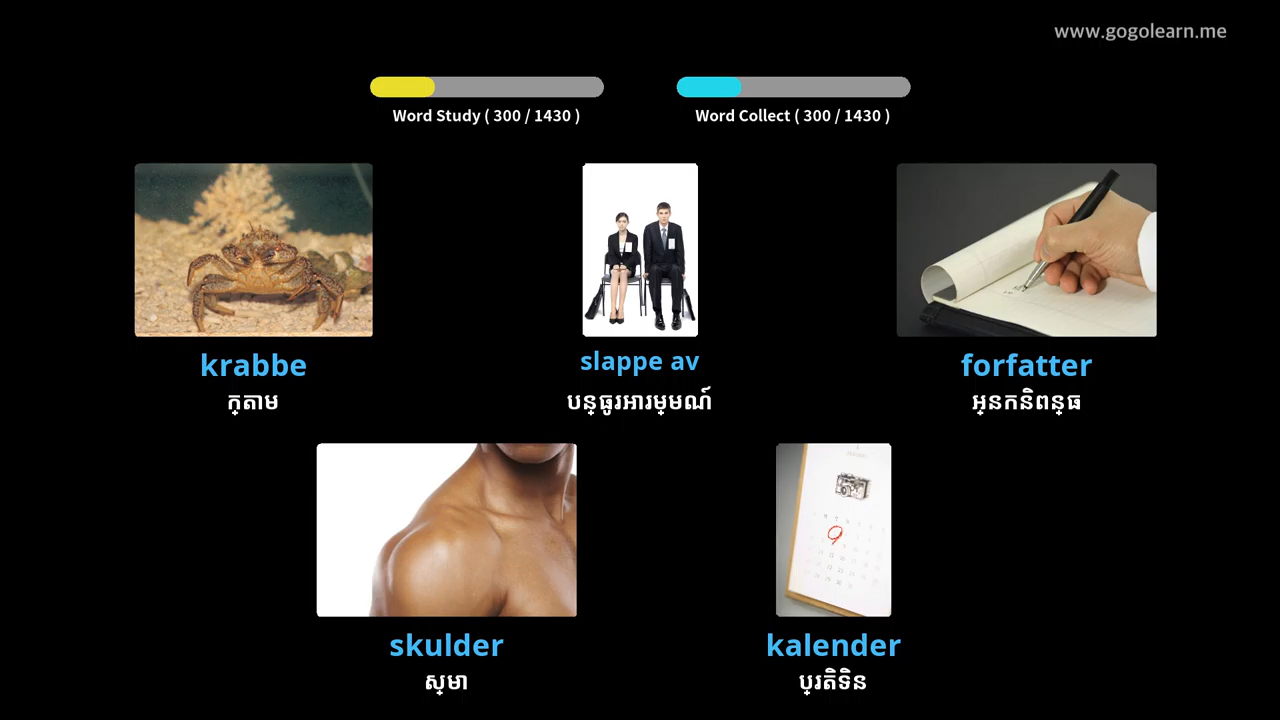 www.gogolearn.me
Word Study ( 300 / 1430 )
Word Collect ( 300 / 1430 )
krabbe
ក្តាម
slappe av
បន្ធូរអារម្មណ៍
forfatter
អ្នកនិពន្ធ
skulder
ស្មា
kalender
ប្រតិទិន